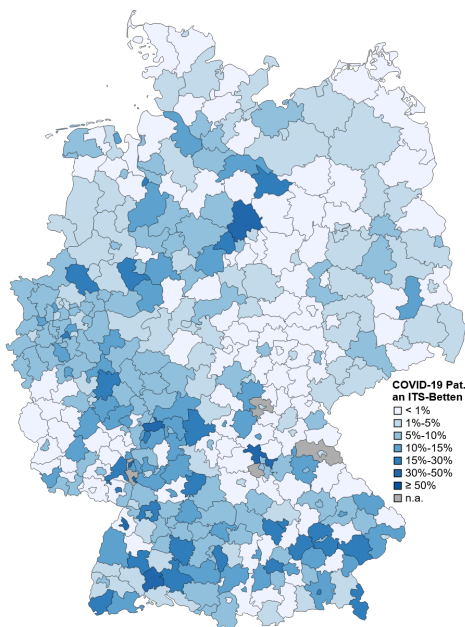 COVID-19 Pat.
an ITS-Betten
< 1%
1%-5%
5%-10%
10%-15%
15%-30%
30%-50%
≥ 50%
n.a.